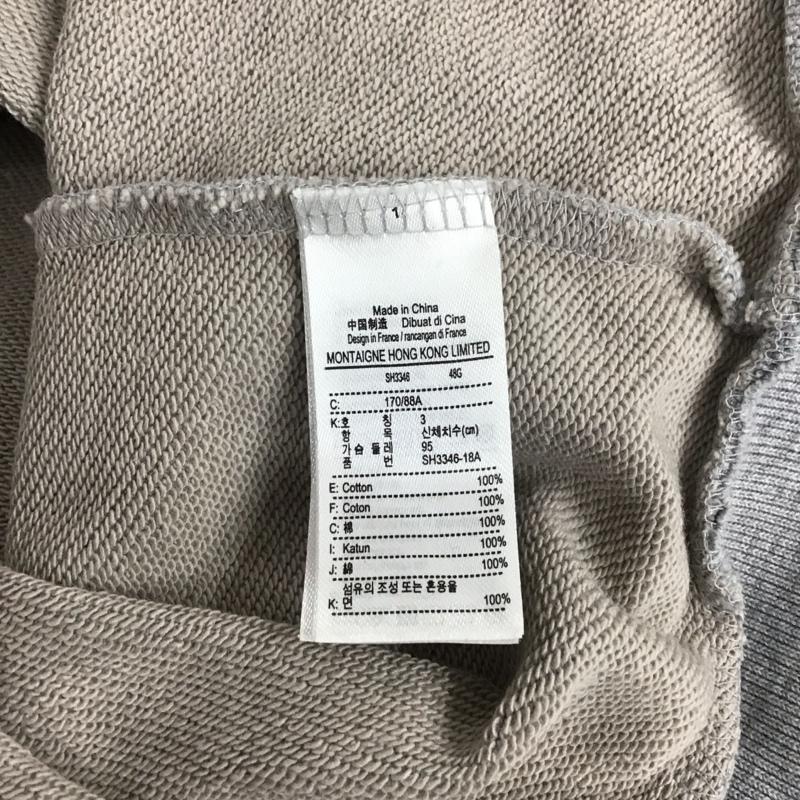 1
Made in China
中国制造 Dibuat di Cina
Design in France / rancangan di France
MONTAIGNE HONG KONG LIMITED
SH3346 48G
C: 170/88A
K:호 칭 3
항 목 신체치수(cm)
가슴 둘레 95
품 번 SH3346-18A
E: Cotton 100%
F: Coton 100%
C: 棉 100%
I: Katun 100%
J: 綿 100%
섬유의 조성 또는 혼용율
K: 면 100%